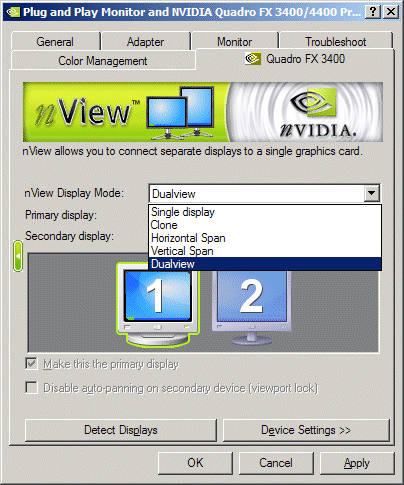 Plug and Play Monitor and NVIDIA Quadro FX 3400/4400 Pr...
General Adapter Monitor Troubleshoot
Color Management Quadro FX 3400
nView™ nVIDIA.
nView allows you to connect separate displays to a single graphics card.
nView Display Mode: Dualview
Primary display:
Secondary display:
Single display
Clone
Horizontal Span
Vertical Span
Dualview
1 2
Make this the primary display
Disable auto-panning on secondary device (viewport lock)
Detect Displays Device Settings >>
OK Cancel Apply